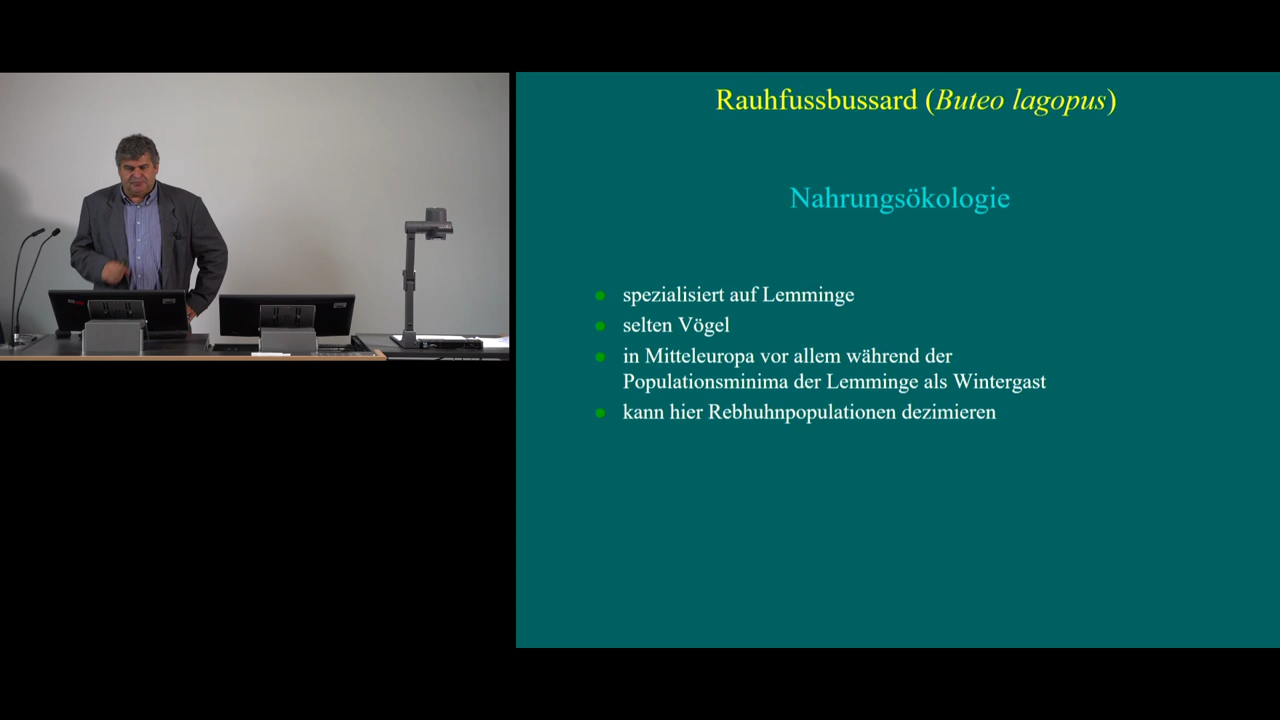 Rauhfussbussard (Buteo lagopus)
Nahrungsökologie
spezialisiert auf Lemminge
selten Vögel
in Mitteleuropa vor allem während der
Populationsminima der Lemminge als Wintergast
kann hier Rebhuhnpopulationen dezimieren